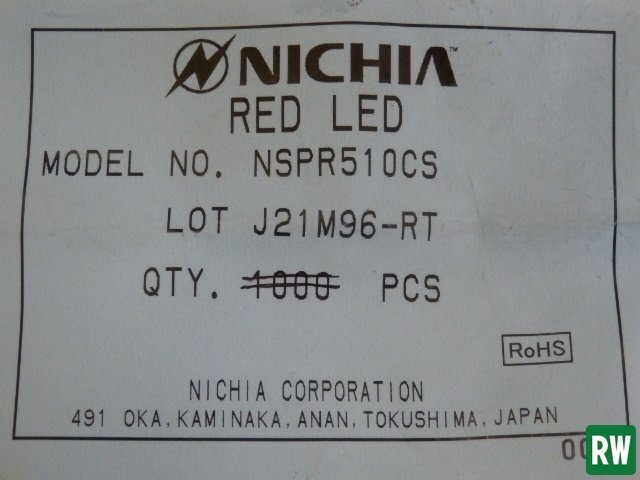 NICHIA™
RED LED
MODEL NO. NSPR510CS
LOT J21M96-RT
QTY. 1000 PCS
RoHS
NICHIA CORPORATION
491 OKA, KAMINAKA, ANAN, TOKUSHIMA, JAPAN
RW